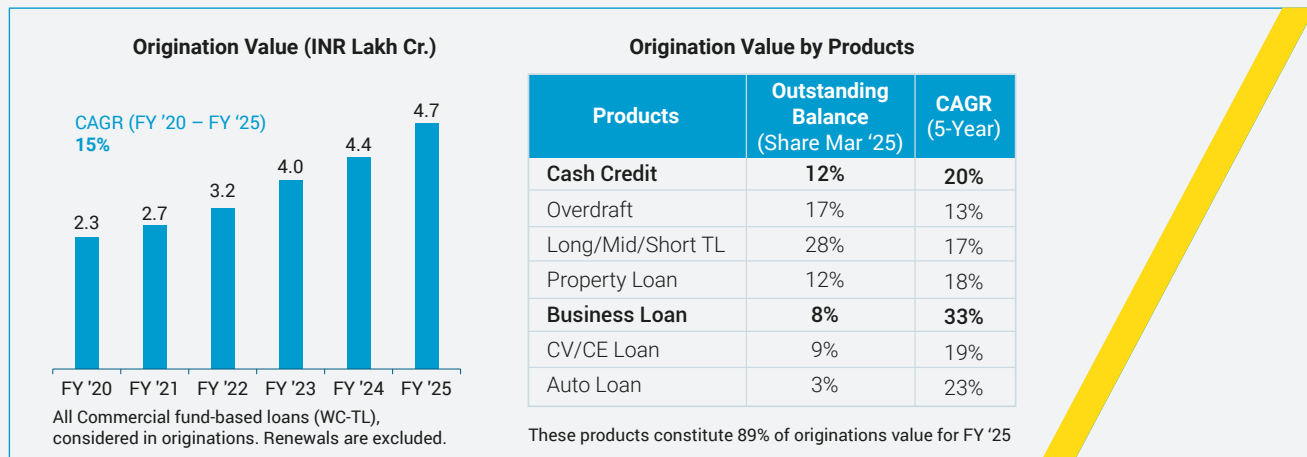 Origination Value (INR Lakh Cr.)
CAGR (FY ’20 – FY ‘25)
15%
2.3
2.7
3.2
4.0
4.4
4.7
FY '20 FY '21 FY '22 FY '23 FY '24 FY '25
All Commercial fund-based loans (WC-TL),
considered in originations. Renewals are excluded.
Origination Value by Products
Products Outstanding Balance (Share Mar ‘25) CAGR (5-Year)
Cash Credit 12% 20%
Overdraft 17% 13%
Long/Mid/Short TL 28% 17%
Property Loan 12% 18%
Business Loan 8% 33%
CV/CE Loan 9% 19%
Auto Loan 3% 23%
These products constitute 89% of originations value for FY ‘25